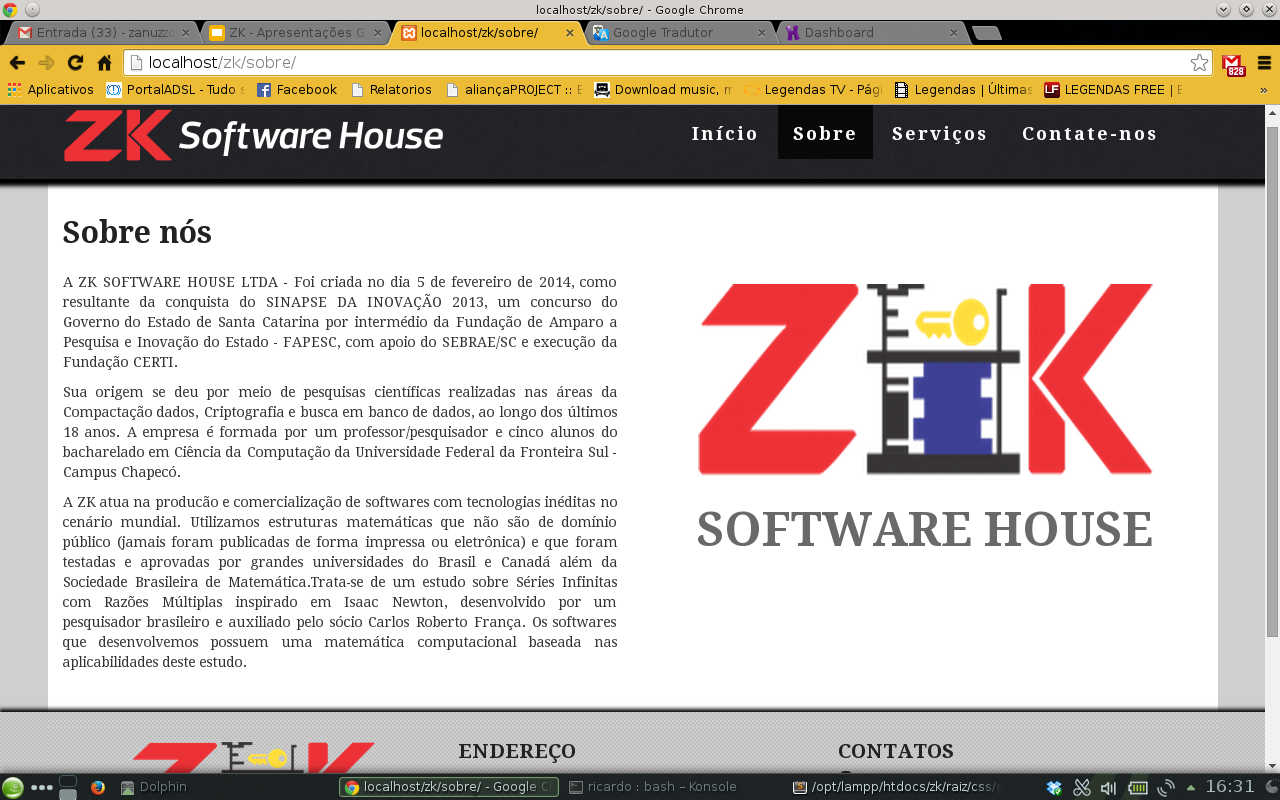 localhost/zk/sobre/ - Google Chrome
Entrada (33) - zanuzz
ZK - Apresentações G
localhost/zk/sobre/
Google Tradutor
Dashboard
localhost/zk/sobre/
828
Aplicativos
PortalADSL - Tudo s
Facebook
Relatorios
aliançaPROJECT :: E
Download music, m
Legendas TV - Pági
Legendas | Últimas
LF
LEGENDAS FREE | E
»
ZK Software House
Início
Sobre
Serviços
Contate-nos
Sobre nós
A ZK SOFTWARE HOUSE LTDA - Foi criada no dia 5 de fevereiro de 2014, como
resultante da conquista do SINAPSE DA INOVAÇÃO 2013, um concurso do
Governo do Estado de Santa Catarina por intermédio da Fundação de Amparo a
Pesquisa e Inovação do Estado - FAPESC, com apoio do SEBRAE/SC e execução da
Fundação CERTI.
Sua origem se deu por meio de pesquisas científicas realizadas nas áreas da
Compactação dados, Criptografia e busca em banco de dados, ao longo dos últimos
18 anos. A empresa é formada por um professor/pesquisador e cinco alunos do
bacharelado em Ciência da Computação da Universidade Federal da Fronteira Sul -
Campus Chapecó.
A ZK atua na producão e comercialização de softwares com tecnologias inéditas no
cenário mundial. Utilizamos estruturas matemáticas que não são de domínio
público (jamais foram publicadas de forma impressa ou eletrônica) e que foram
testadas e aprovadas por grandes universidades do Brasil e Canadá além da
Sociedade Brasileira de Matemática.Trata-se de um estudo sobre Séries Infinitas
com Razões Múltiplas inspirado em Isaac Newton, desenvolvido por um
pesquisador brasileiro e auxiliado pelo sócio Carlos Roberto França. Os softwares
que desenvolvemos possuem uma matemática computacional baseada nas
aplicabilidades deste estudo.
ZK
SOFTWARE HOUSE
ENDEREÇO
CONTATOS
Dolphin
localhost/zk/sobre/ - Google Ch
ricardo : bash – Konsole
/opt/lampp/htdocs/zk/raiz/css/s
16:31